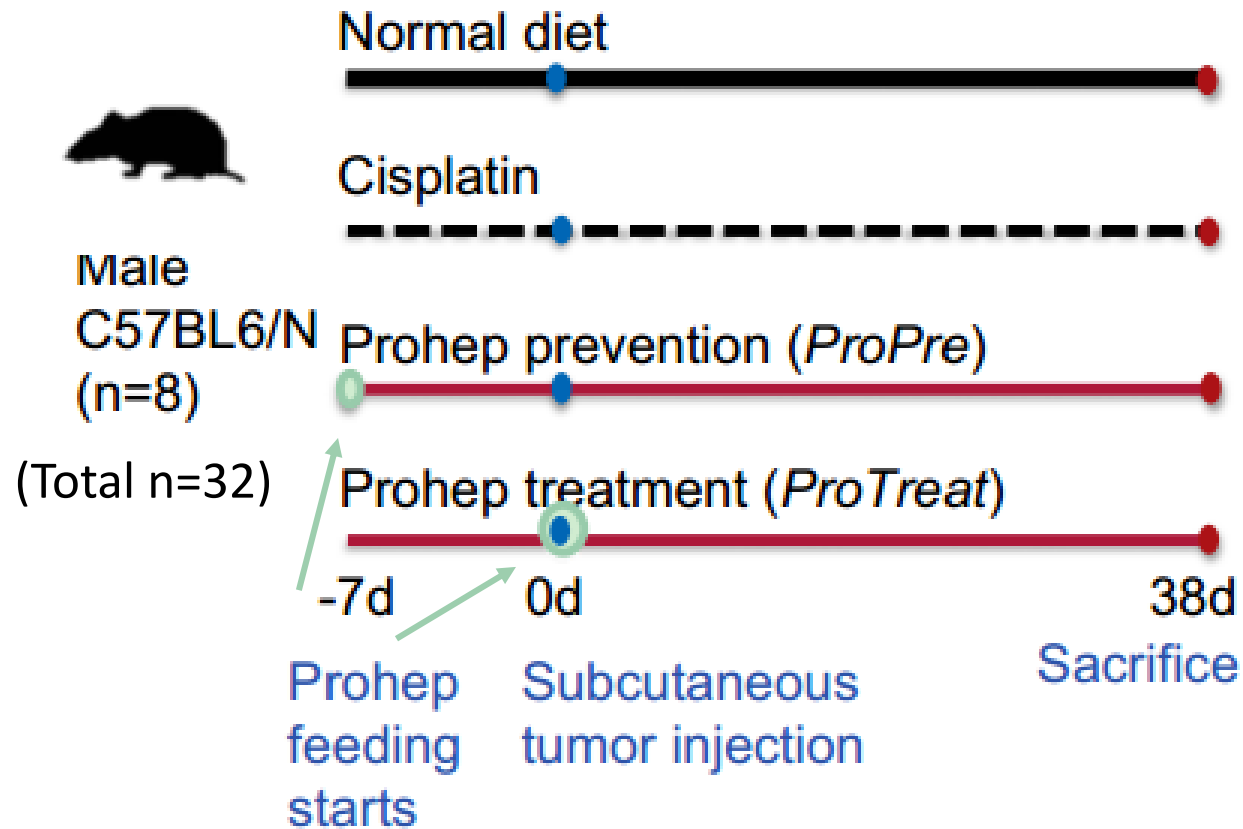 Normal diet
Cisplatin
Male
C57BL6/N
(n=8)
(Total n=32)
Prohep prevention (ProPre)
Prohep treatment (ProTreat)
-7d
0d
38d
Prohep
feeding
starts
Subcutaneous
tumor injection
Sacrifice